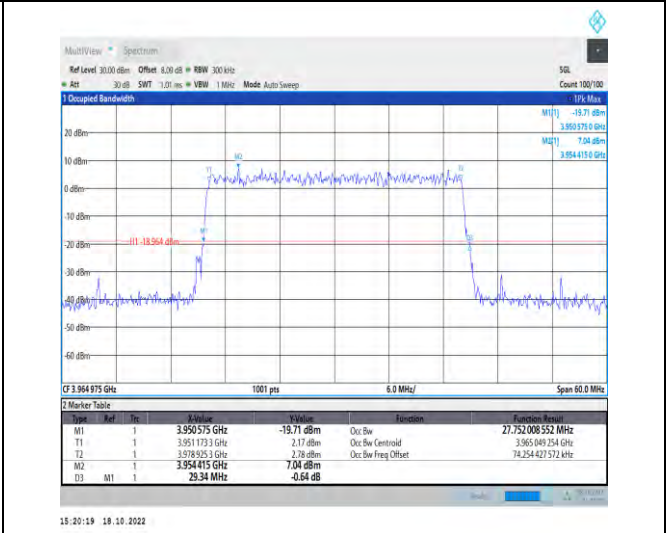 MultiView Spectrum
Ref Level 30.00 dBm Offset 8.00 dB RBW 300 kHz SGL
Att 30 dB SWT 1.01 ms VBW 1 MHz Mode Auto Sweep Count 100/100
1 Occupied Bandwidth 1Pk Max
M1[1] -19.71 dBm
3.950 575 0 GHz
M2[1] 7.04 dBm
3.954 415 0 GHz
20 dBm
10 dBm
0 dBm
-10 dBm
-20 dBm
H1 -18.964 dBm
-30 dBm
-40 dBm
-50 dBm
-60 dBm
T1
M2
T2
M1
D3
CF 3.964 975 GHz 1001 pts 6.0 MHz/ Span 60.0 MHz
2 Marker Table
Type Ref Trc X-Value Y-Value Function Function Result
M1 1 3.950 575 GHz -19.71 dBm Occ Bw 27.752 008 552 MHz
T1 1 3.951 173 3 GHz 2.17 dBm Occ Bw Centroid 3.965 049 254 GHz
T2 1 3.978 925 3 GHz 2.78 dBm Occ Bw Freq Offset 74.254 427 572 kHz
M2 1 3.954 415 GHz 7.04 dBm
D3 M1 1 29.34 MHz -0.64 dB
15:20:19 18.10.2022